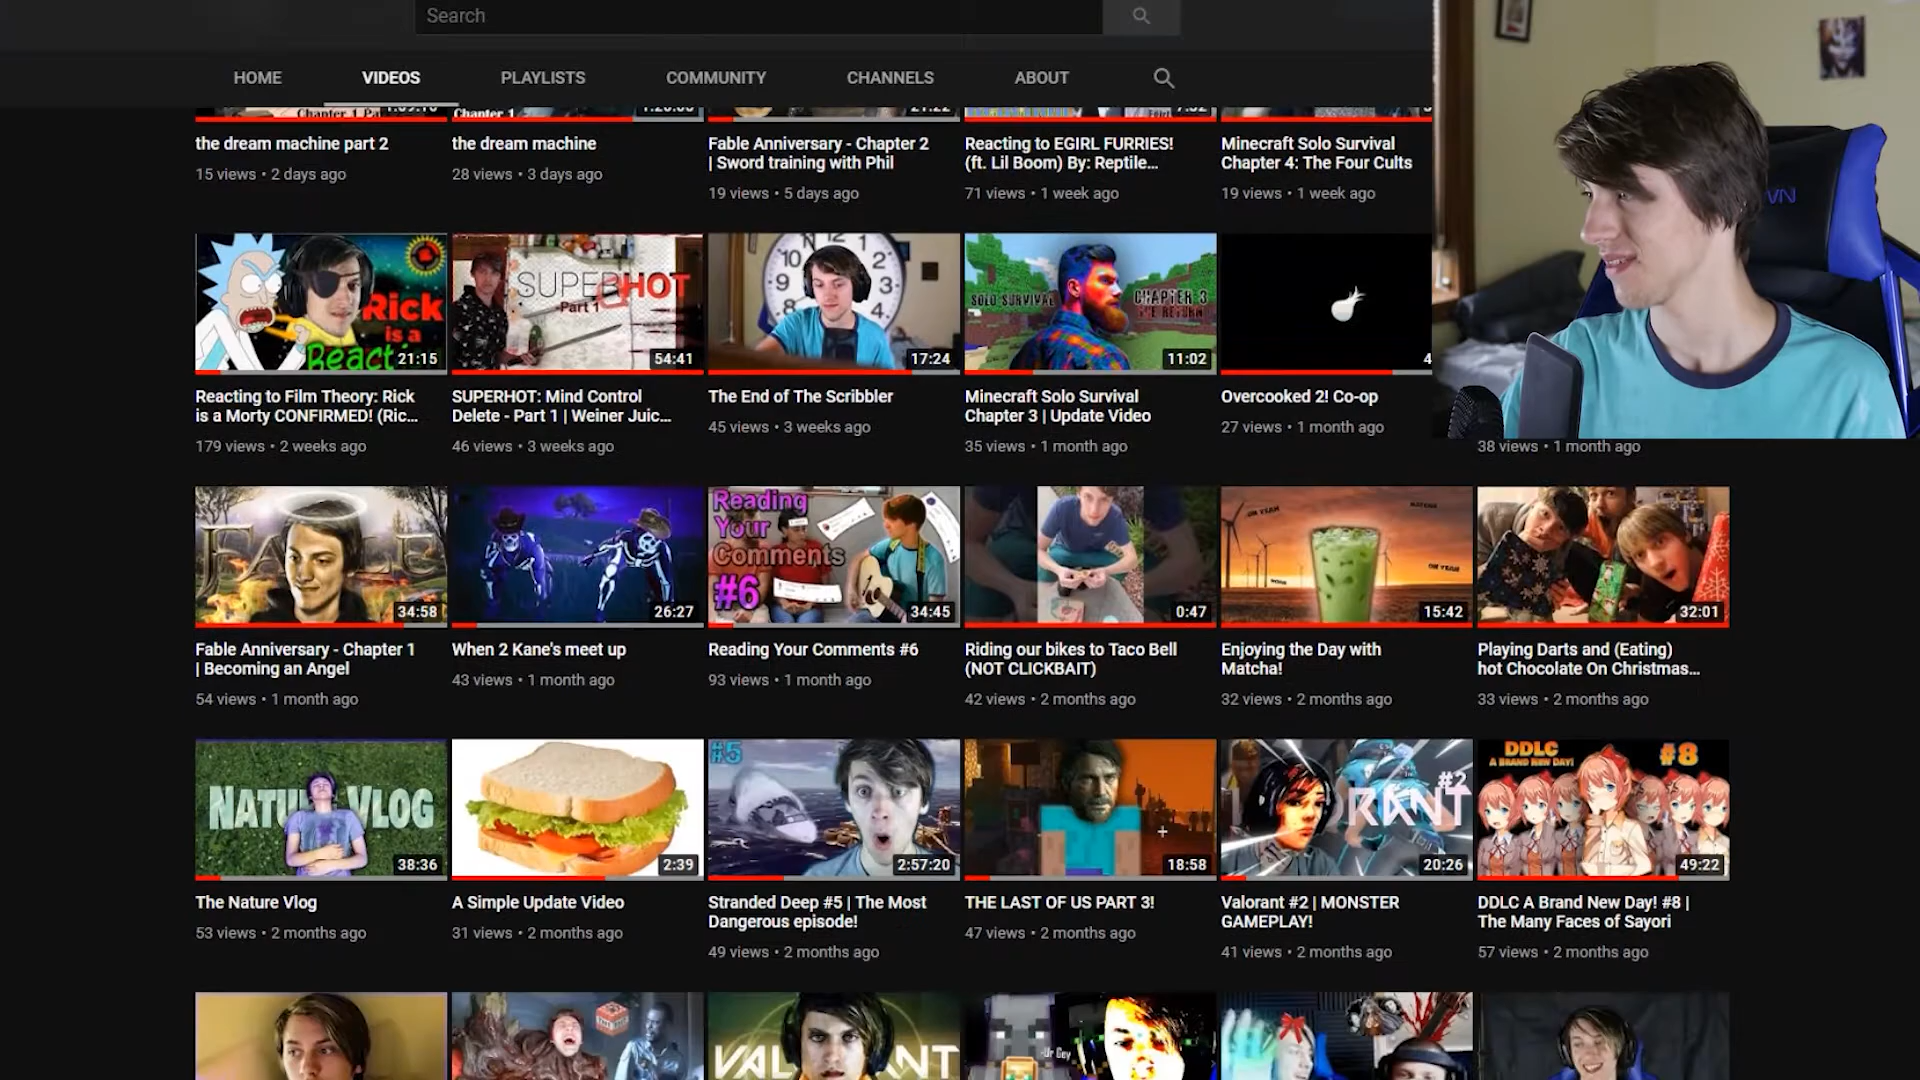 Search
HOME
VIDEOS
PLAYLISTS
COMMUNITY
CHANNELS
ABOUT
Chapter 1
the dream machine part 2
15 views • 2 days ago
the dream machine
28 views • 3 days ago
Fable Anniversary - Chapter 2
| Sword training with Phil
19 views • 5 days ago
Reacting to EGIRL FURRIES!
(ft. Lil Boom) By: Reptile...
71 views • 1 week ago
Minecraft Solo Survival
Chapter 4: The Four Cults
19 views • 1 week ago
Rick
is a
React
21:15
SUPERHOT
Part 1
54:41
17:24
SOLO SURVIVAL
CHAPTER 3
THE RETURN
11:02
4
Reacting to Film Theory: Rick
is a Morty CONFIRMED! (Ric...
179 views • 2 weeks ago
SUPERHOT: Mind Control
Delete - Part 1 | Weiner Juic...
46 views • 3 weeks ago
The End of The Scribbler
45 views • 3 weeks ago
Minecraft Solo Survival
Chapter 3 | Update Video
35 views • 1 month ago
Overcooked 2! Co-op
27 views • 1 month ago
38 views • 1 month ago
FABLE
34:58
26:27
Reading
Your
Comments
#6
34:45
0:47
OH YEAH
MATCHA
OH YEAH
15:42
32:01
Fable Anniversary - Chapter 1
| Becoming an Angel
54 views • 1 month ago
When 2 Kane's meet up
43 views • 1 month ago
Reading Your Comments #6
93 views • 1 month ago
Riding our bikes to Taco Bell
(NOT CLICKBAIT)
42 views • 2 months ago
Enjoying the Day with
Matcha!
32 views • 2 months ago
Playing Darts and (Eating)
hot Chocolate On Christmas...
33 views • 2 months ago
NATU VLOG
38:36
2:39
#5
2:57:20
18:58
#2
RANT
20:26
DDLC
A BRAND NEW DAY!
#8
49:22
The Nature Vlog
53 views • 2 months ago
A Simple Update Video
31 views • 2 months ago
Stranded Deep #5 | The Most
Dangerous episode!
49 views • 2 months ago
THE LAST OF US PART 3!
47 views • 2 months ago
Valorant #2 | MONSTER
GAMEPLAY!
41 views • 2 months ago
DDLC A Brand New Day! #8 |
The Many Faces of Sayori
57 views • 2 months ago
VAL ANT